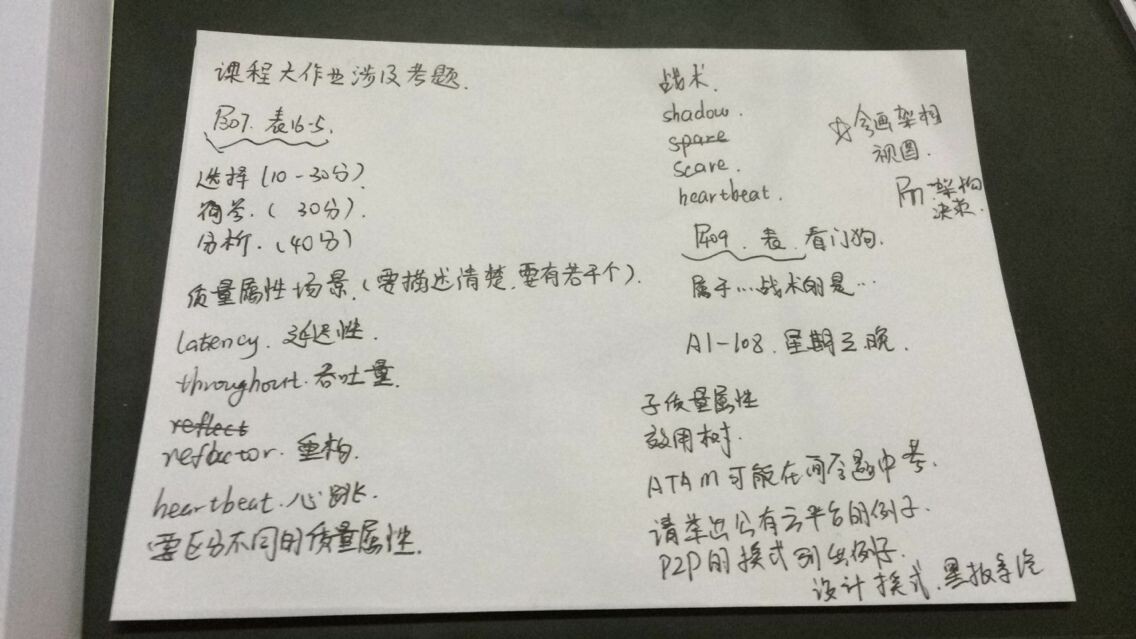 课程大作业涉及考题.
P307. 表16-5.
选择 (10-30分).
简答. (30分).
分析. (40分)
质量属性场景. (要描述清楚. 要有若干个).
latency. 延迟性.
throughout. 吞吐量.
reflect
refactor. 重构.
heartbeat. 心跳.
要区分不同的质量属性.
战术.
shadow.
spare
scare.
heartbeat.
☆会画架构
视图.
架构
决策.
P409. 表. 看门狗.
属于...战术的是...
A1-108. 星期三晚.
子质量属性
效用树.
ATAM可能在简答题中考.
请举出公有云平台的例子.
P2P的模式 列出例子.
设计模式. 黑板系统